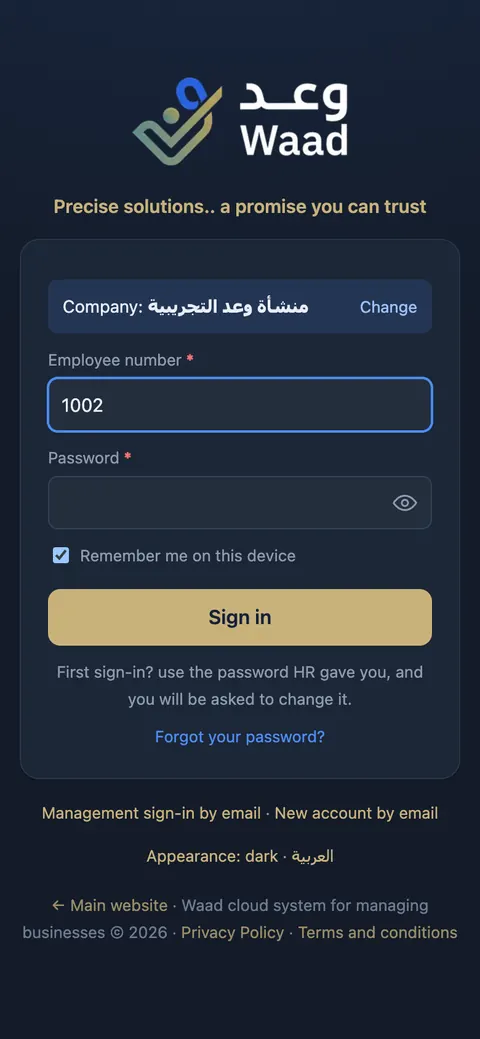 وعد
Waad
Precise solutions.. a promise you can trust
Company: منشأة وعد التجريبية Change
Employee number *
1002
Password *
Remember me on this device
Sign in
First sign-in? use the password HR gave you, and
you will be asked to change it.
Forgot your password?
Management sign-in by email · New account by email
Appearance: dark · العربية
← Main website · Waad cloud system for managing
businesses © 2026 · Privacy Policy · Terms and conditions